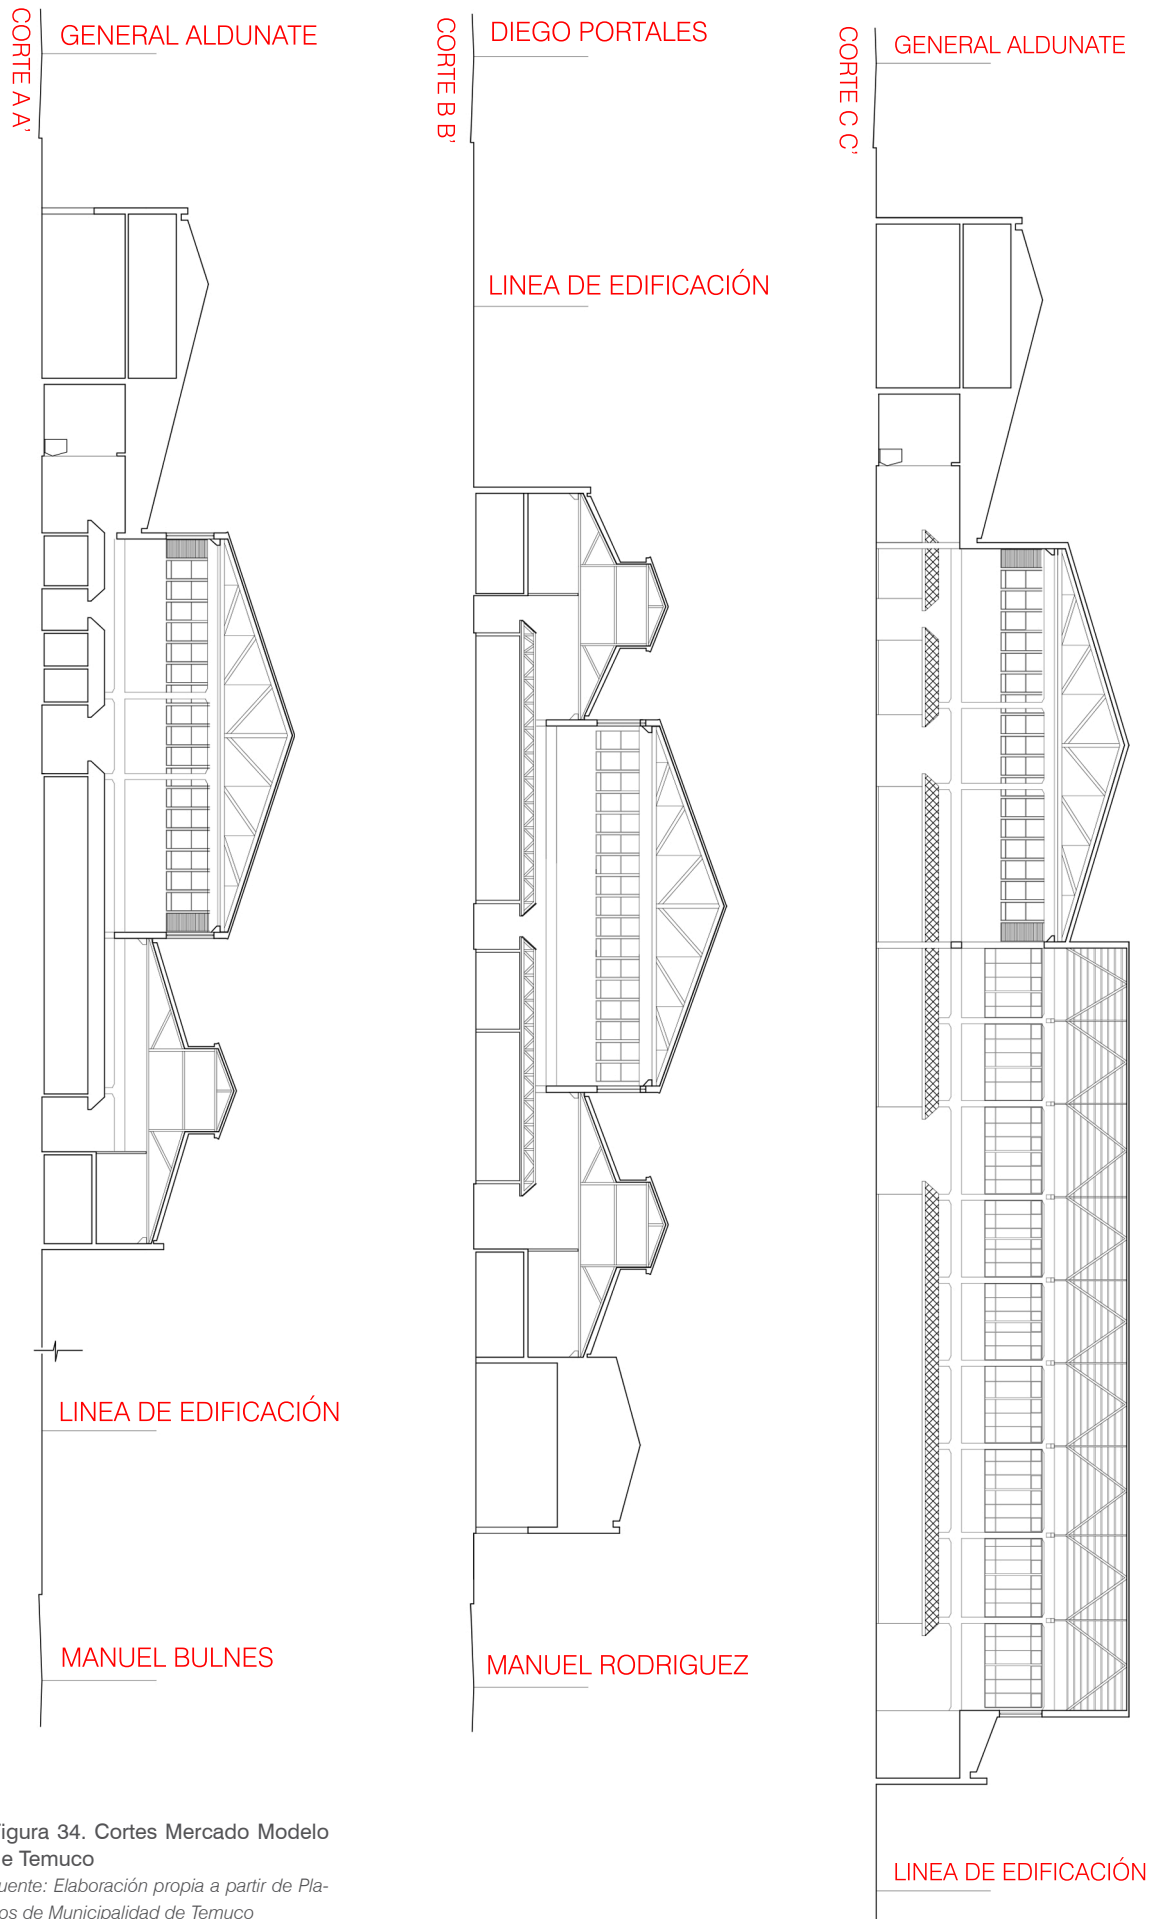 CORTE A A'
GENERAL ALDUNATE
LINEA DE EDIFICACIÓN
MANUEL BULNES
CORTE B B'
DIEGO PORTALES
LINEA DE EDIFICACIÓN
MANUEL RODRIGUEZ
CORTE C C'
GENERAL ALDUNATE
LINEA DE EDIFICACIÓN
igura 34. Cortes Mercado Modelo
e Temuco
uente: Elaboración propia a partir de Pla-
os de Municipalidad de Temuco